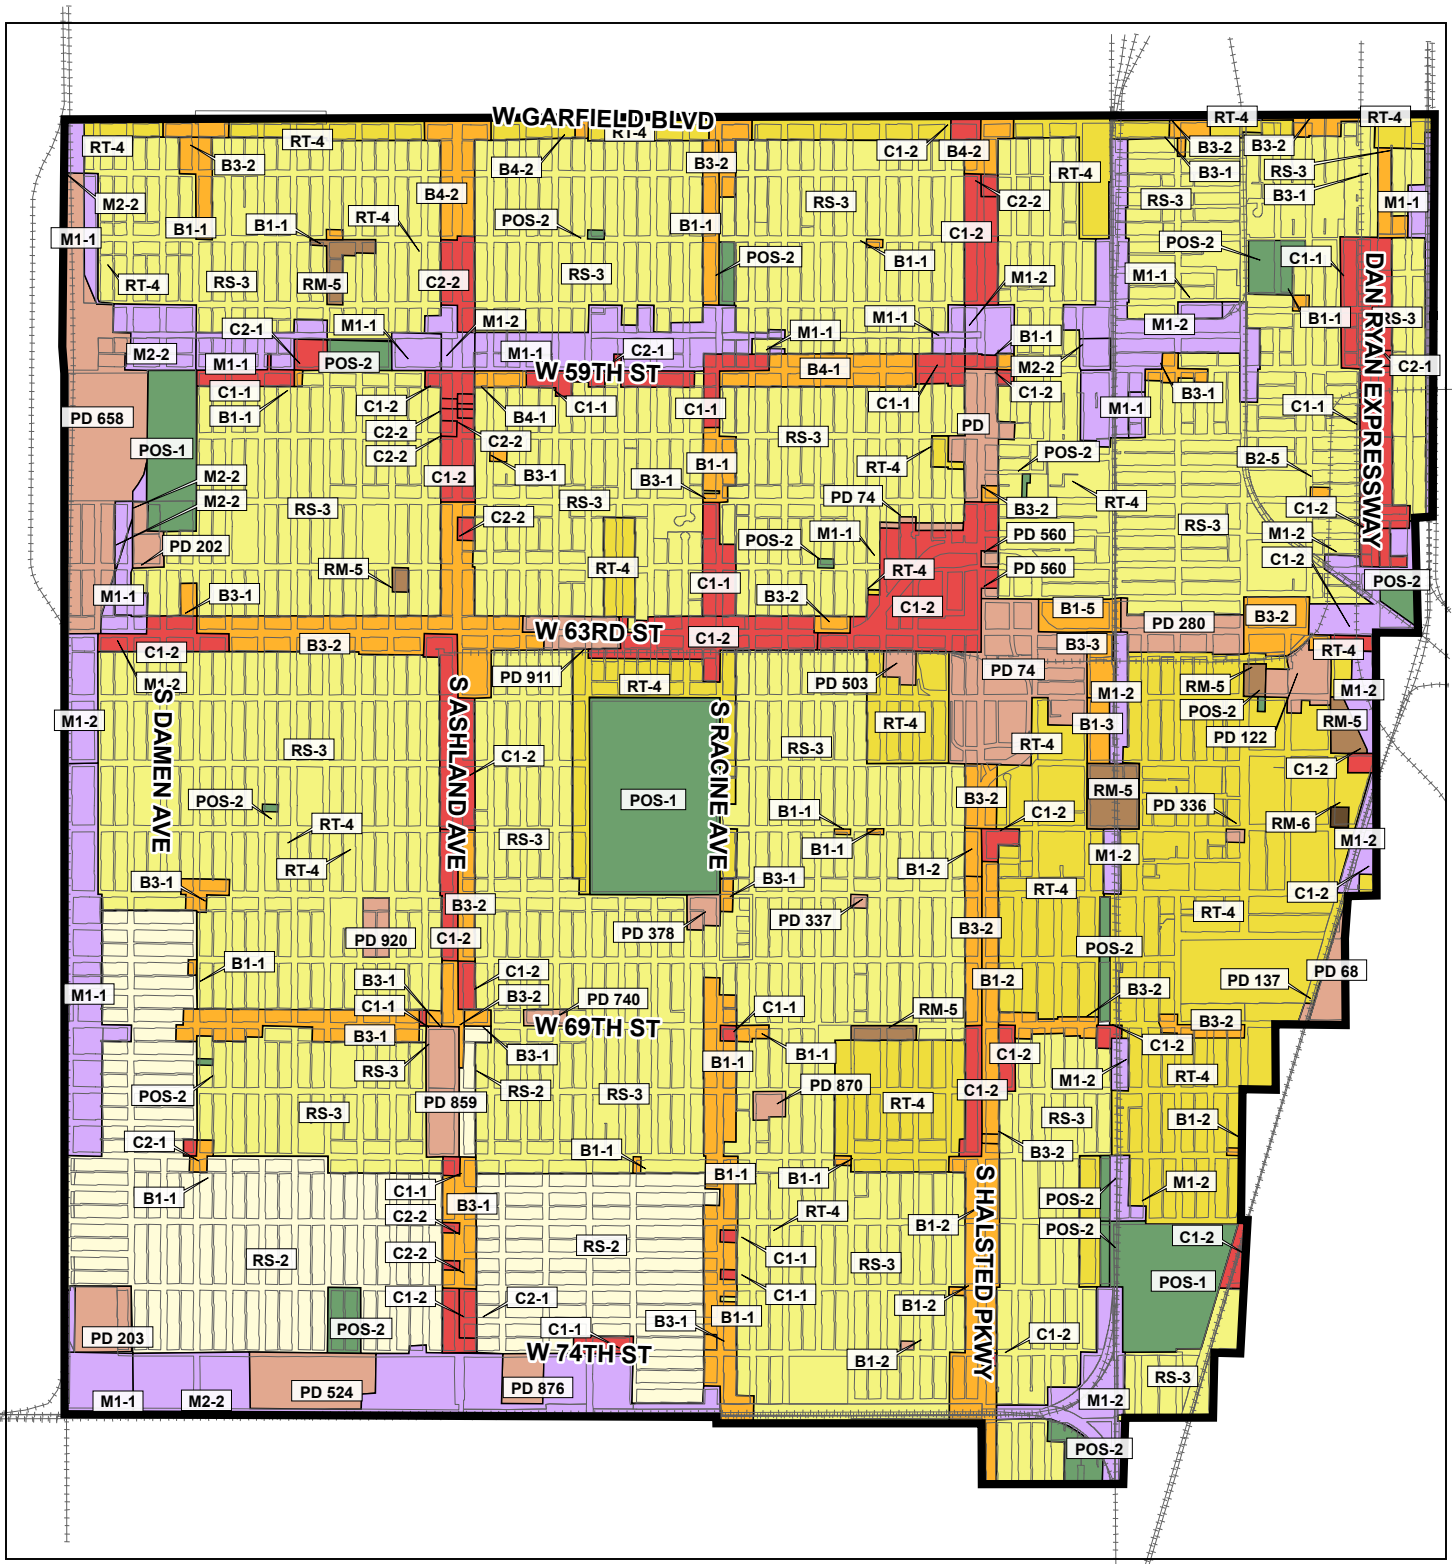 W GARFIELD BLVD
RT-4
RT-4
RT-4
RT-4
RT-4
B3-2
B4-2
B3-2
C1-2
B4-2
B3-2
B3-2
B3-1
RS-3
B3-1
RT-4
M2-2
B4-2
RS-3
C2-2
RS-3
M1-1
M1-1
B1-1
B1-1
RT-4
POS-2
B1-1
C1-2
POS-2
C1-1
RT-4
RS-3
RM-5
C2-2
RS-3
POS-2
B1-1
M1-2
M1-1
DAN RYAN EXPRESSWAY
C2-1
M1-1
M1-2
M1-1
M1-1
B1-1
M1-2
B1-1
RS-3
M2-2
M1-1
POS-2
M1-1
C2-1
W 59TH ST
B4-1
M2-2
C2-1
PD 658
C1-1
B1-1
C1-2
B4-1
C1-1
C1-1
C1-1
C1-2
M1-1
B3-1
C1-1
C2-2
C2-2
C2-2
RS-3
PD
POS-1
M2-2
M2-2
C1-2
B3-1
B3-1
B1-1
RT-4
POS-2
B2-5
RS-3
RS-3
PD 74
B3-2
RT-4
C1-2
C2-2
RS-3
PD 202
POS-2
M1-1
PD 560
M1-2
C1-2
RM-5
RT-4
RT-4
PD 560
POS-2
M1-1
B3-1
C1-1
B3-2
C1-2
B1-5
PD 280
B3-2
W 63RD ST
C1-2
C1-2
B3-2
B3-3
RT-4
M1-2
PD 911
RT-4
PD 503
PD 74
M1-2
RM-5
M1-2
POS-2
RM-5
M1-2
S DAMEN AVE
S ASHLAND AVE
S RACINE AVE
RT-4
B1-3
PD 122
RS-3
C1-2
RS-3
RT-4
C1-2
POS-2
POS-1
B3-2
RM-5
PD 336
RT-4
B1-1
C1-2
RM-6
RS-3
B1-1
M1-2
M1-2
RT-4
B1-2
B3-1
B3-1
RT-4
C1-2
B3-2
RT-4
PD 920
C1-2
PD 378
PD 337
B3-2
POS-2
B1-1
C1-2
B1-2
PD 137
PD 68
M1-1
B3-1
B3-2
PD 740
C1-1
RM-5
B3-2
C1-1
W 69TH ST
B3-2
B3-1
B3-1
B1-1
C1-2
C1-2
RS-3
B1-1
M1-2
RT-4
POS-2
PD 859
RS-2
RS-3
PD 870
RT-4
C1-2
RS-3
RS-3
B1-2
C2-1
B1-1
B3-2
B1-1
C1-1
B1-1
B1-1
S HALSTED PKWY
POS-2
M1-2
C2-2
B3-1
RT-4
B1-2
POS-2
C1-2
RS-2
C2-2
RS-2
C1-1
RS-3
POS-1
C1-2
C2-1
C1-1
B1-2
PD 203
POS-2
C1-1
B3-1
B1-1
C1-2
W 74TH ST
B1-2
RS-3
M1-1
M2-2
PD 524
PD 876
M1-2
POS-2